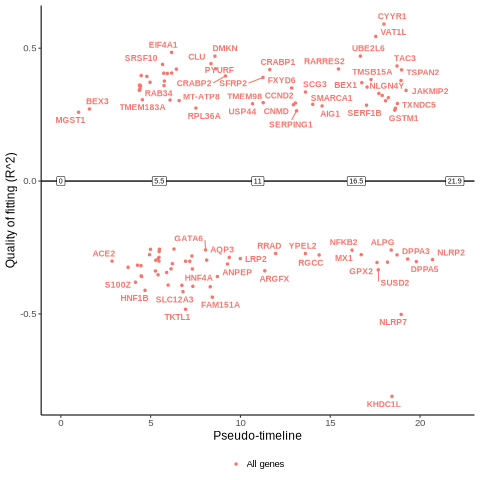 CYYR1
VAT1L
EIF4A1
DMKN
UBE2L6
0.5
SRSF10
CLU
CRABP1
RARRES2
TAC3
PYURF
TMSB15A
TSPAN2
CRABP2
SFRP2
FXYD6
SCG3
BEX1
NLGN4Y
JAKMIP2
RAB34
MT-ATP8
TMEM98
CCND2
SMARCA1
BEX3
TMEM183A
TXNDC5
MGST1
RPL36A
USP44
CNMD
AIG1
SERF1B
GSTM1
SERPING1
0.0
0
5.5
11
16.5
21.9
Quality of fitting (R^2)
GATA6
NFKB2
ALPG
ACE2
AQP3
RRAD
YPEL2
DPPA3
NLRP2
LRP2
RGCC
MX1
S100Z
HNF4A
ANPEP
ARGFX
GPX2
DPPA5
HNF1B
SLC12A3
SUSD2
FAM151A
-0.5
TKTL1
NLRP7
KHDC1L
0
5
10
15
20
Pseudo-timeline
All genes